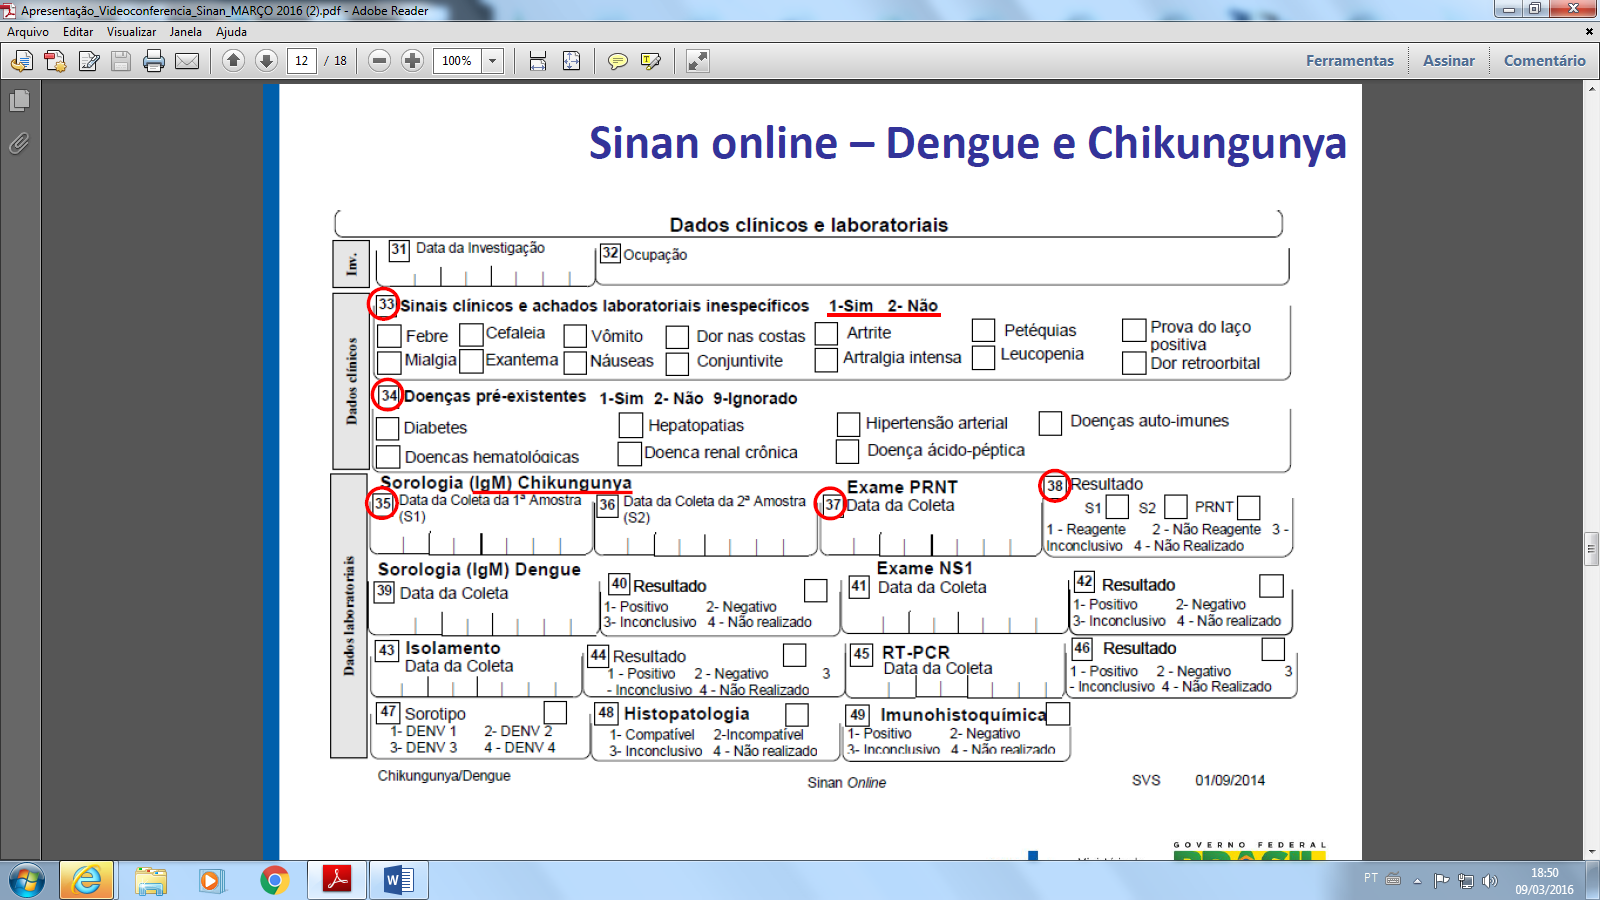 Apresentação_Videoconferencia_Sinan_MARÇO 2016 (2).pdf - Adobe Reader
Arquivo Editar Visualizar Janela Ajuda
12 / 18 100% Ferramentas Assinar Comentário
Sinan online – Dengue e Chikungunya
Dados clínicos e laboratoriais
Inv.
31 Data da Investigação
32 Ocupação
Dados clínicos
33 Sinais clínicos e achados laboratoriais inespecíficos 1-Sim 2- Não
Febre Cefaleia Vômito Dor nas costas Artrite Petéquias Prova do laço positiva
Mialgia Exantema Náuseas Conjuntivite Artralgia intensa Leucopenia Dor retroorbital
34 Doenças pré-existentes 1-Sim 2- Não 9-Ignorado
Diabetes Hepatopatias Hipertensão arterial Doenças auto-imunes
Doencas hematológicas Doenca renal crônica Doença ácido-péptica
Dados laboratoriais
Sorologia (IgM) Chikungunya
35 Data da Coleta da 1ª Amostra
(S1)
36 Data da Coleta da 2ª Amostra
(S2)
Exame PRNT
37 Data da Coleta
38 Resultado
S1 S2 PRNT
1 - Reagente 2 - Não Reagente 3 -
Inconclusivo 4 - Não Realizado
Sorologia (IgM) Dengue
39 Data da Coleta
40 Resultado
1- Positivo 2- Negativo
3- Inconclusivo 4 - Não realizado
Exame NS1
41 Data da Coleta
42 Resultado
1- Positivo 2- Negativo
3- Inconclusivo 4 - Não realizado
43 Isolamento
Data da Coleta
44 Resultado
1 - Positivo 2 - Negativo 3
- Inconclusivo 4 - Não Realizado
45 RT-PCR
Data da Coleta
46 Resultado
1 - Positivo 2 - Negativo 3
- Inconclusivo 4 - Não Realizado
47 Sorotipo
1- DENV 1 2- DENV 2
3- DENV 3 4 - DENV 4
48 Histopatologia
1- Compatível 2-Incompatível
3- Inconclusivo 4 - Não realizado
49 Imunohistoquímica
1- Positivo 2- Negativo
3- Inconclusivo 4 - Não realizado
Chikungunya/Dengue Sinan Online SVS 01/09/2014
GOVERNO FEDERAL
BRASIL
PT 18:50
09/03/2016